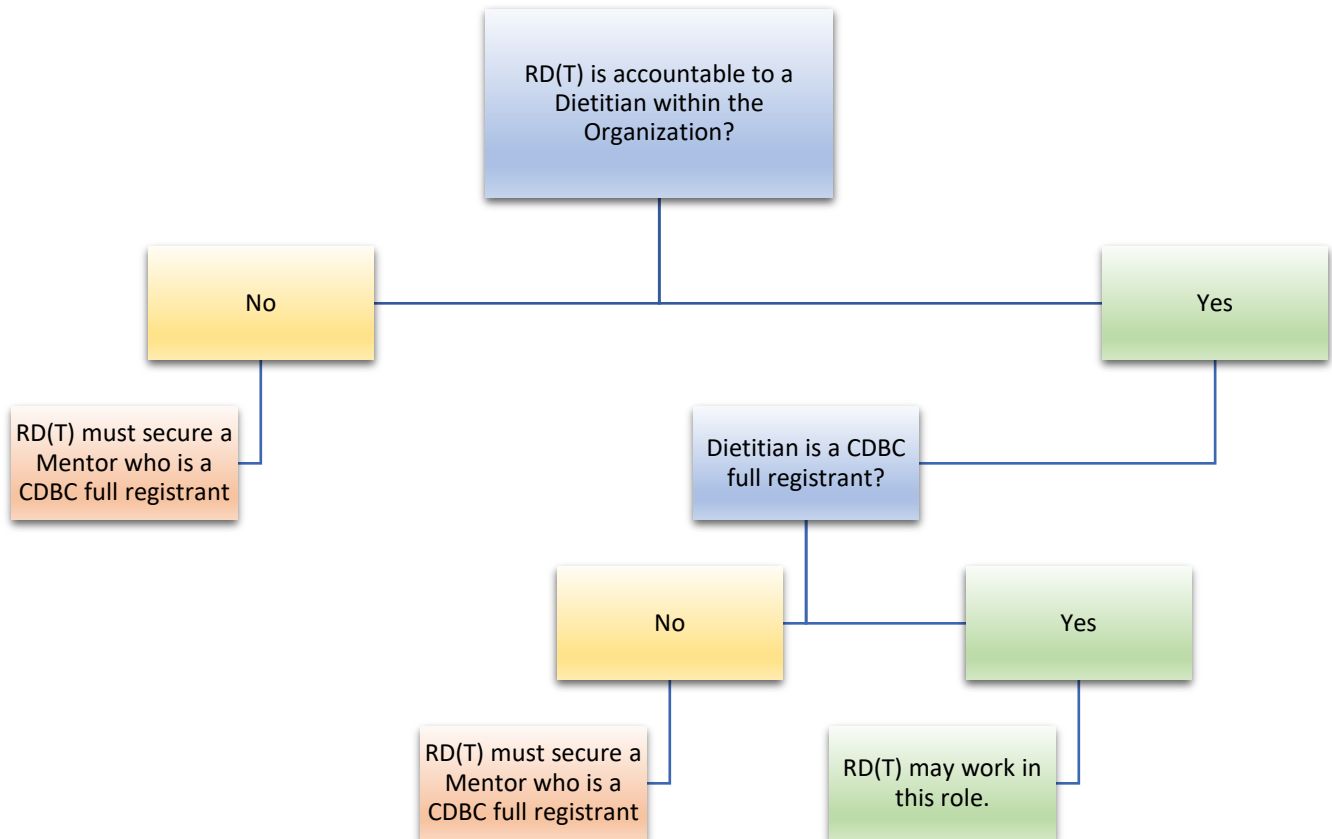 RD(T) is accountable to a
Dietitian within the
Organization?
No
Yes
RD(T) must secure a
Mentor who is a
CDBC full registrant
Dietitian is a CDBC
full registrant?
No
Yes
RD(T) must secure a
Mentor who is a
CDBC full registrant
RD(T) may work in
this role.